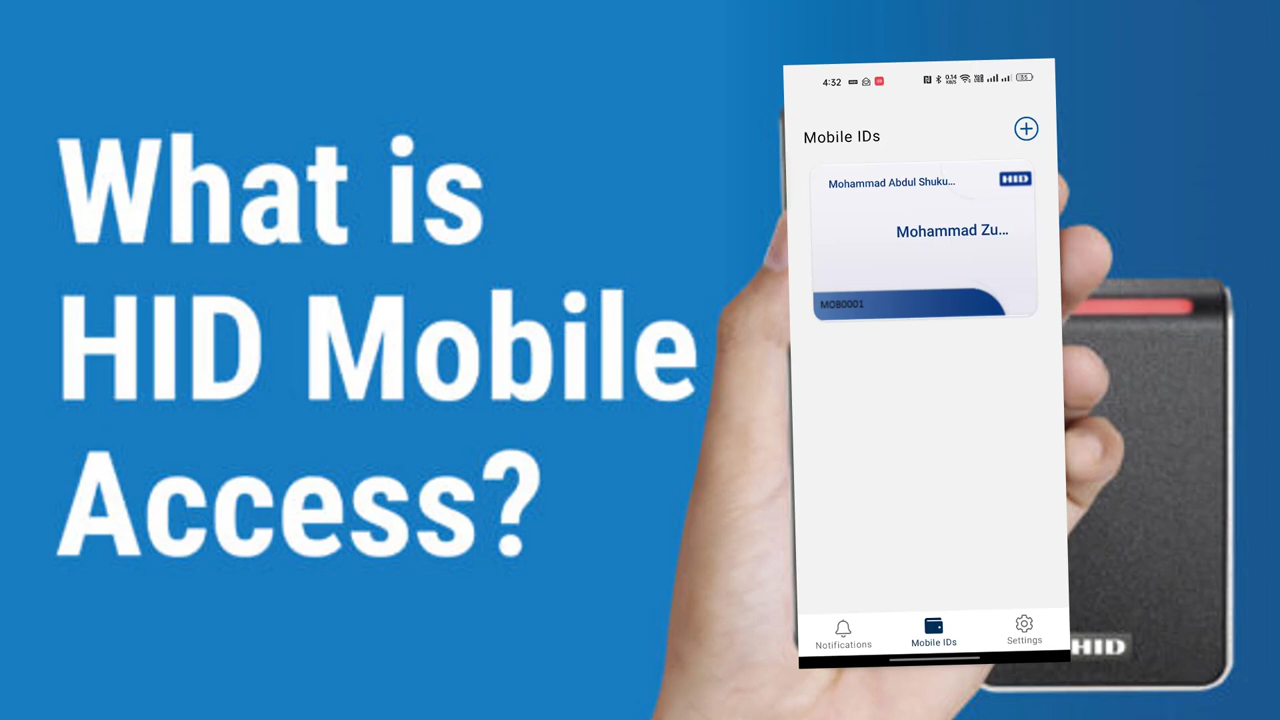 What is
HID Mobile
Access?
4:32
Mobile IDs
Mohammad Abdul Shuku...
HID
Mohammad Zu...
MOB0001
Notifications
Mobile IDs
Settings
HID